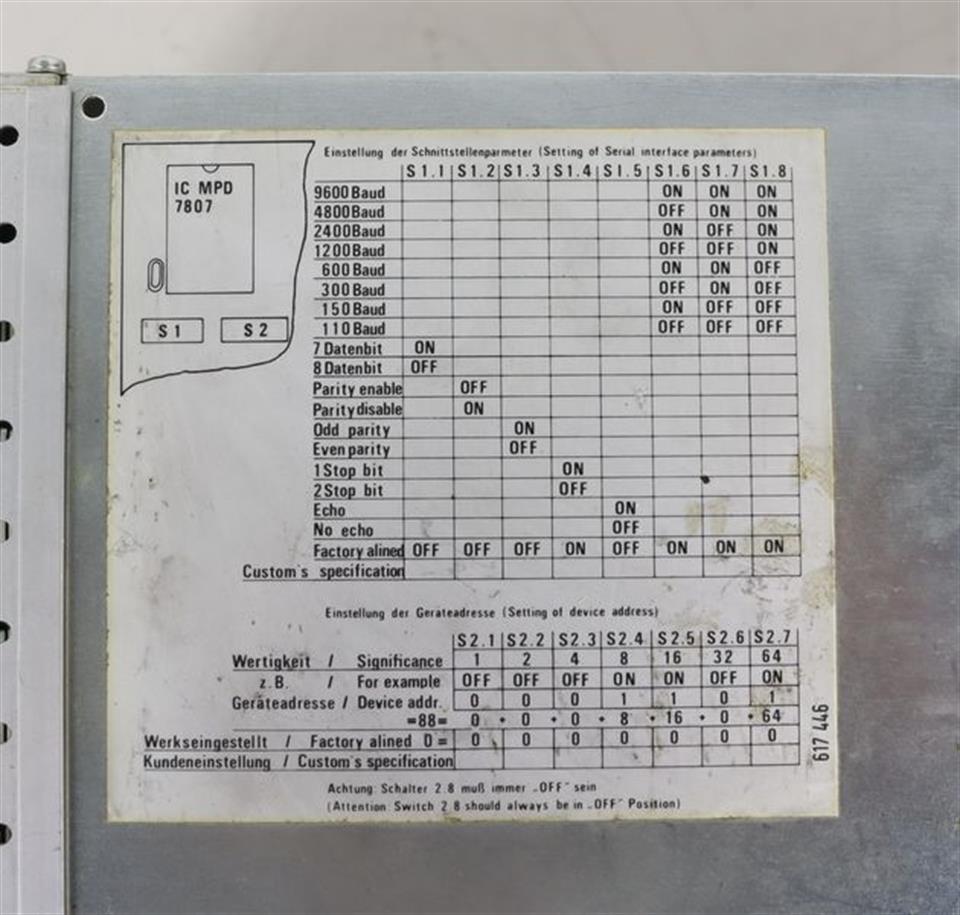 Einstellung der Schnittstellenparmeter (Setting of Serial interface parameters)
S1.1 S1.2 S1.3 S1.4 S1.5 S1.6 S1.7 S1.8
IC MPD
7807
S1 S2
9600 Baud ON ON ON
4800 Baud OFF ON ON
2400 Baud ON OFF ON
1200 Baud OFF OFF ON
600 Baud ON ON OFF
300 Baud OFF ON OFF
150 Baud ON OFF OFF
110 Baud OFF OFF OFF
7 Datenbit ON
8 Datenbit OFF
Parity enable OFF
Parity disable ON
Odd parity ON
Even parity OFF
1 Stop bit ON
2 Stop bit OFF
Echo ON
No echo OFF
Factory alined OFF OFF OFF ON OFF ON ON ON
Custom's specification
Einstellung der Geräteadresse (Setting of device address)
S2.1 S2.2 S2.3 S2.4 S2.5 S2.6 S2.7
Wertigkeit / Significance 1 2 4 8 16 32 64
z.B. / For example OFF OFF OFF ON ON OFF ON
Geräteadresse / Device addr. 0 0 0 1 1 0 1
=88= 0 + 0 + 0 + 8 + 16 + 0 + 64
Werkseingestellt / Factory alined 0 = 0 0 0 0 0 0 0
Kundeneinstellung / Custom's specification
617 446
Achtung: Schalter 2.8 muß immer „OFF" sein
(Attention: Switch 2.8 should always be in „OFF" Position)